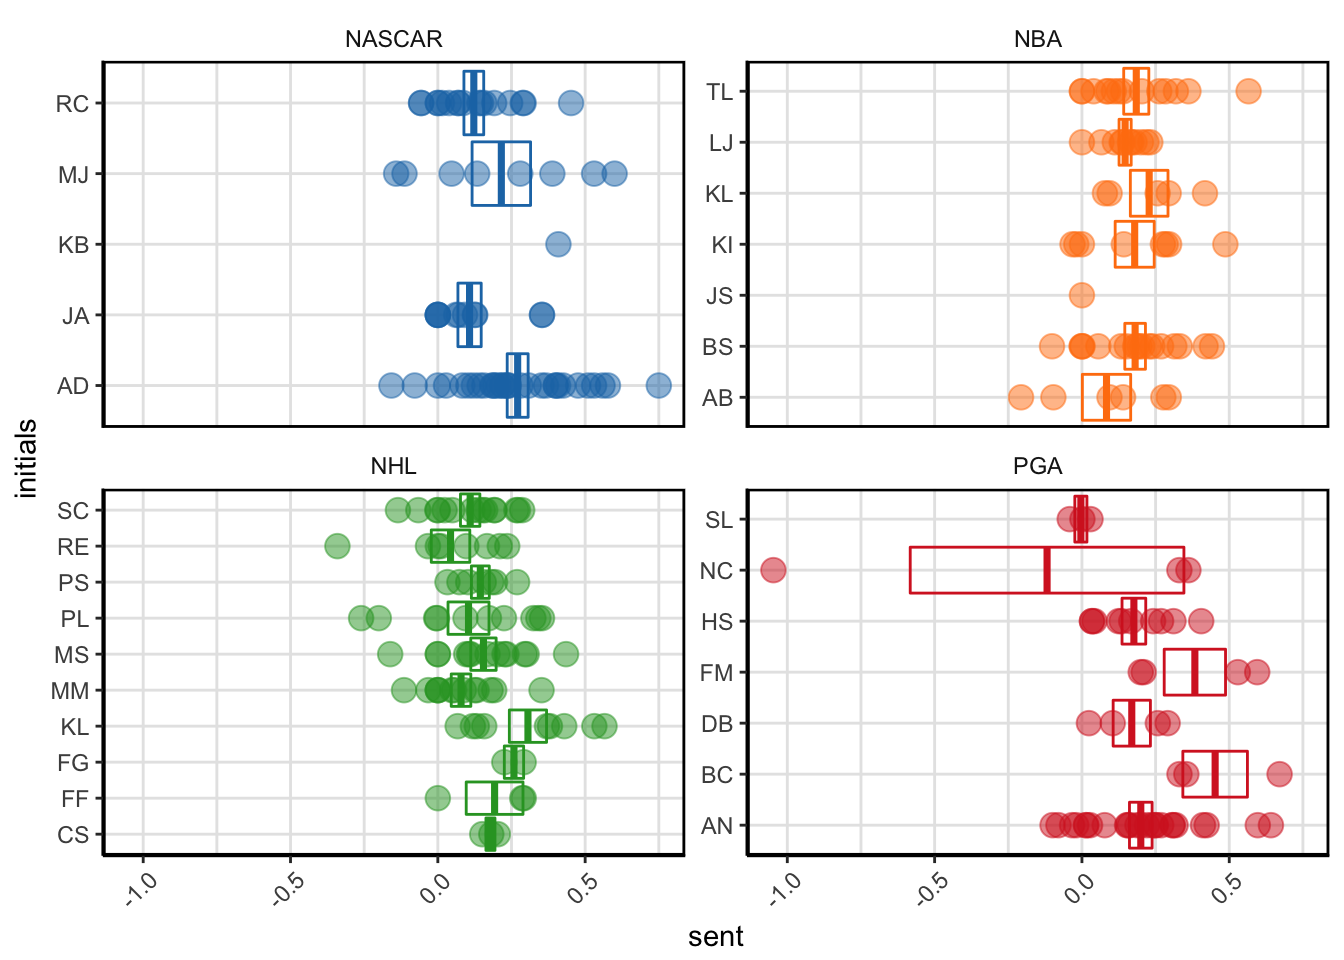 NASCAR
NBA
RC
MJ
KB
JA
AD
TL
LJ
KL
KI
JS
BS
AB
initials
NHL
PGA
SC
RE
PS
PL
MS
MM
KL
FG
FF
CS
SL
NC
HS
FM
DB
BC
AN
-1.0
-0.5
0.0
0.5
-1.0
-0.5
0.0
0.5
sent